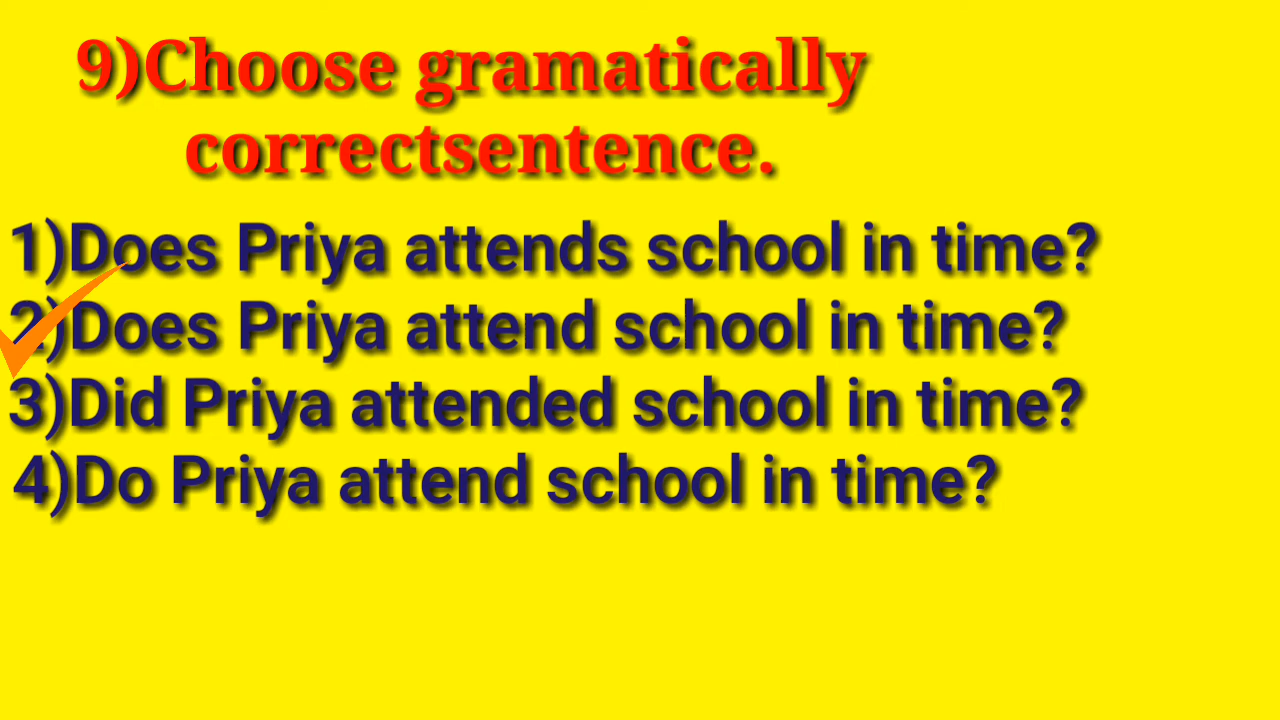 9)Choose gramatically
correctsentence.
1)Does Priya attends school in time?
2)Does Priya attend school in time?
3)Did Priya attended school in time?
4)Do Priya attend school in time?